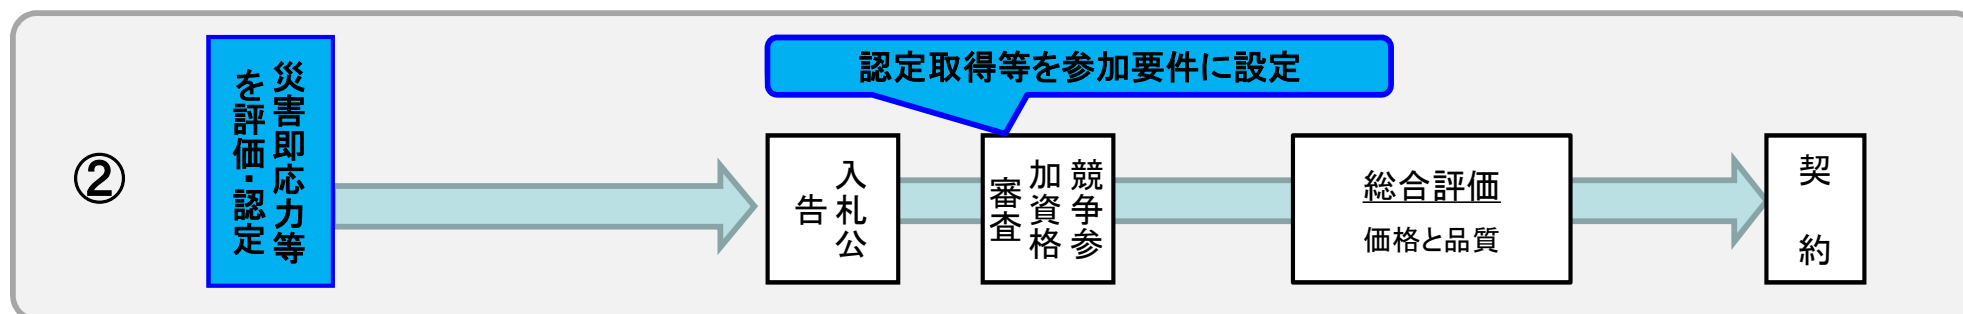 ②
災害即応力等
を評価・認定
認定取得等を参加要件に設定
入札公
告
競争参
加資格
審査
総合評価
価格と品質
契約